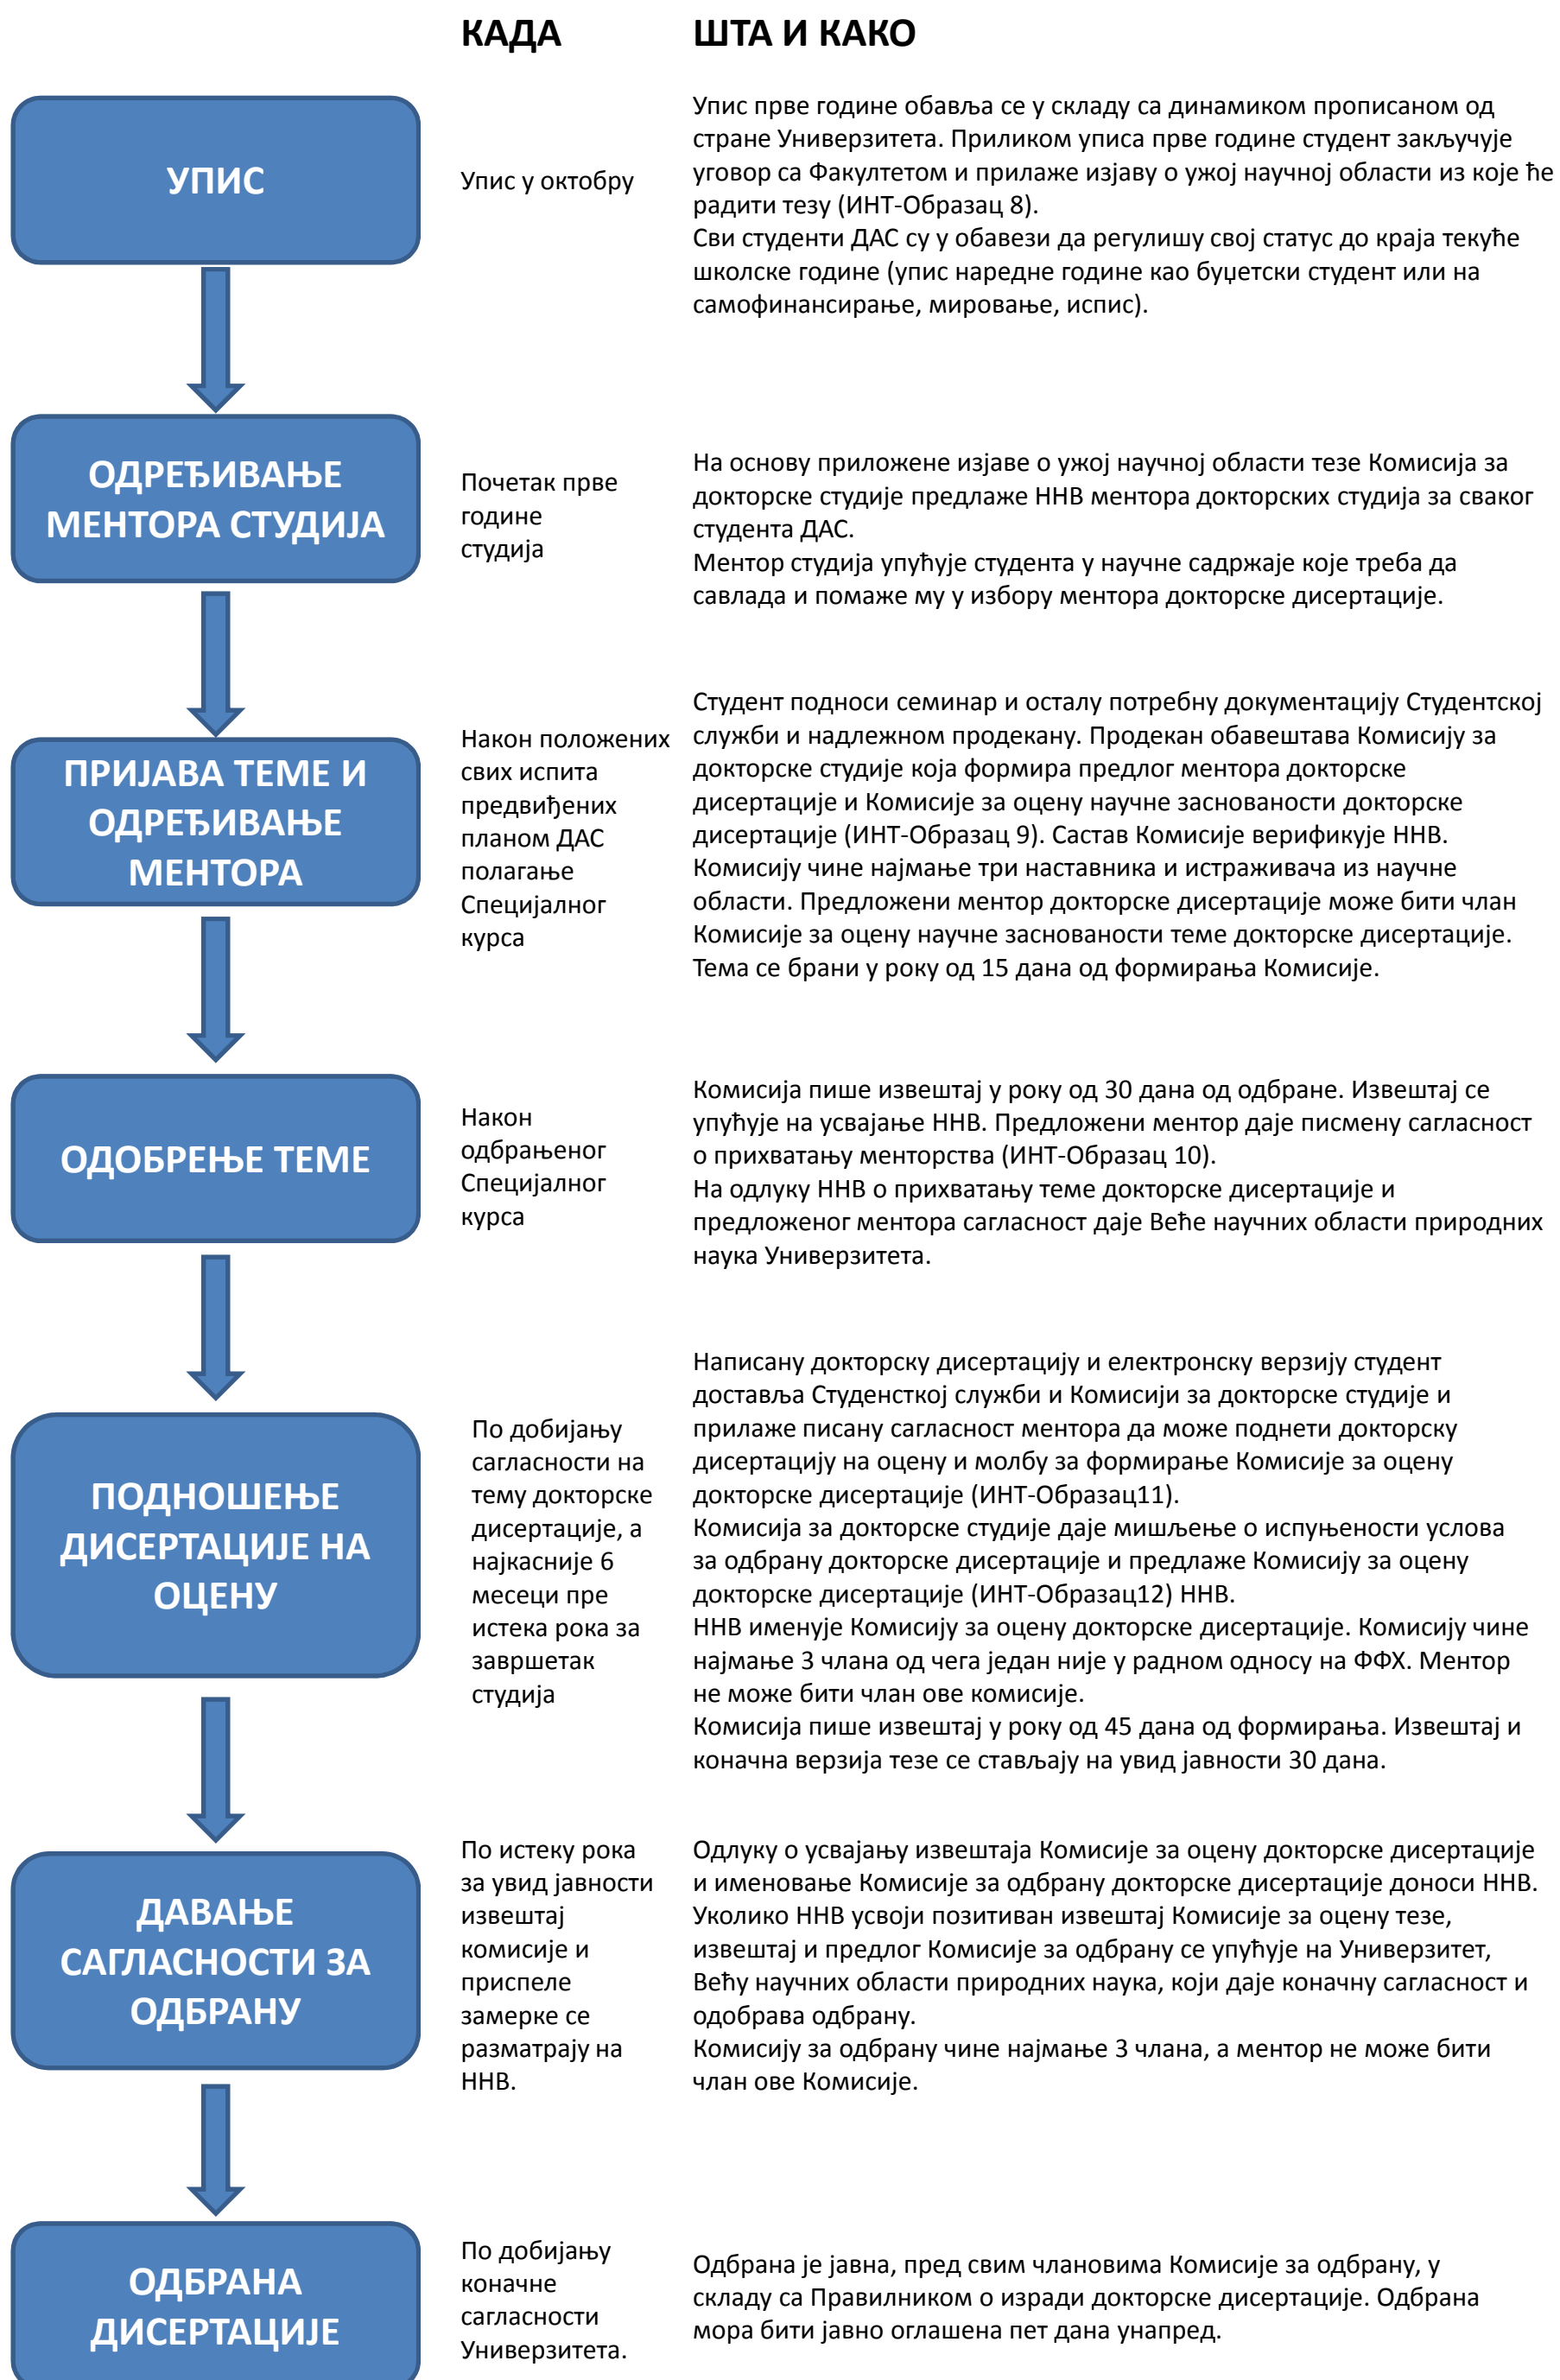 КАДА
ШТА И КАКО
УПИС
Упис у октобру
Упис прве године обавља се у складу са динамиком прописаном од
стране Универзитета. Приликом уписа прве године студент закључује
уговор са Факултетом и прилаже изјаву о ужој научној области из које ће
радити тезу (ИНТ-Образац 8).
Сви студенти ДАС су у обавези да регулишу свој статус до краја текуће
школске године (упис наредне године као буџетски студент или на
самофинансирање, мировање, испис).
ОДРЕЂИВАЊЕ
МЕНТОРА СТУДИЈА
Почетак прве
године
студија
На основу приложене изјаве о ужој научној области тезе Комисија за
докторске студије предлаже ННВ ментора докторских студија за сваког
студента ДАС.
Ментор студија упућује студента у научне садржаје које треба да
савлада и помаже му у избору ментора докторске дисертације.
ПРИЈАВА ТЕМЕ И
ОДРЕЂИВАЊЕ
МЕНТОРА
Након положених
свих испита
предвиђених
планом ДАС
полагање
Специјалног
курса
Студент подноси семинар и осталу потребну документацију Студентској
служби и надлежном продекану. Продекан обавештава Комисију за
докторске студије која формира предлог ментора докторске
дисертације и Комисије за оцену научне заснованости докторске
дисертације (ИНТ-Образац 9). Састав Комисије верификује ННВ.
Комисију чине најмање три наставника и истраживача из научне
области. Предложени ментор докторске дисертације може бити члан
Комисије за оцену научне заснованости теме докторске дисертације.
Тема се брани у року од 15 дана од формирања Комисије.
ОДОБРЕЊЕ ТЕМЕ
Након
одбрањеног
Специјалног
курса
Комисија пише извештај у року од 30 дана од одбране. Извештај се
упућује на усвајање ННВ. Предложени ментор даје писмену сагласност
о прихватању менторства (ИНТ-Образац 10).
На одлуку ННВ о прихватању теме докторске дисертације и
предложеног ментора сагласност даје Веће научних области природних
наука Универзитета.
ПОДНОШЕЊЕ
ДИСЕРТАЦИЈЕ НА
ОЦЕНУ
По добијању
сагласности на
тему докторске
дисертације, а
најкасније 6
месеци пре
истека рока за
завршетак
студија
Написану докторску дисертацију и електронску верзију студент
доставља Студенсткој служби и Комисији за докторске студије и
прилаже писану сагласност ментора да може поднети докторску
дисертацију на оцену и молбу за формирање Комисије за оцену
докторске дисертације (ИНТ-Образац11).
Комисија за докторске студије даје мишљење о испуњености услова
за одбрану докторске дисертације и предлаже Комисију за оцену
докторске дисертације (ИНТ-Образац12) ННВ.
ННВ именује Комисију за оцену докторске дисертације. Комисију чине
најмање 3 члана од чега један није у радном односу на ФФХ. Ментор
не може бити члан ове комисије.
Комисија пише извештај у року од 45 дана од формирања. Извештај и
коначна верзија тезе се стављају на увид јавности 30 дана.
ДАВАЊЕ
САГЛАСНОСТИ ЗА
ОДБРАНУ
По истеку рока
за увид јавности
извештај
комисије и
приспеле
замерке се
разматрају на
ННВ.
Одлуку о усвајању извештаја Комисије за оцену докторске дисертације
и именовање Комисије за одбрану докторске дисертације доноси ННВ.
Уколико ННВ усвоји позитиван извештај Комисије за оцену тезе,
извештај и предлог Комисије за одбрану се упућује на Универзитет,
Већу научних области природних наука, који даје коначну сагласност и
одобрава одбрану.
Комисију за одбрану чине најмање 3 члана, а ментор не може бити
члан ове Комисије.
ОДБРАНА
ДИСЕРТАЦИЈЕ
По добијању
коначне
сагласности
Универзитета.
Одбрана је јавна, пред свим члановима Комисије за одбрану, у
складу са Правилником о изради докторске дисертације. Одбрана
мора бити јавно оглашена пет дана унапред.